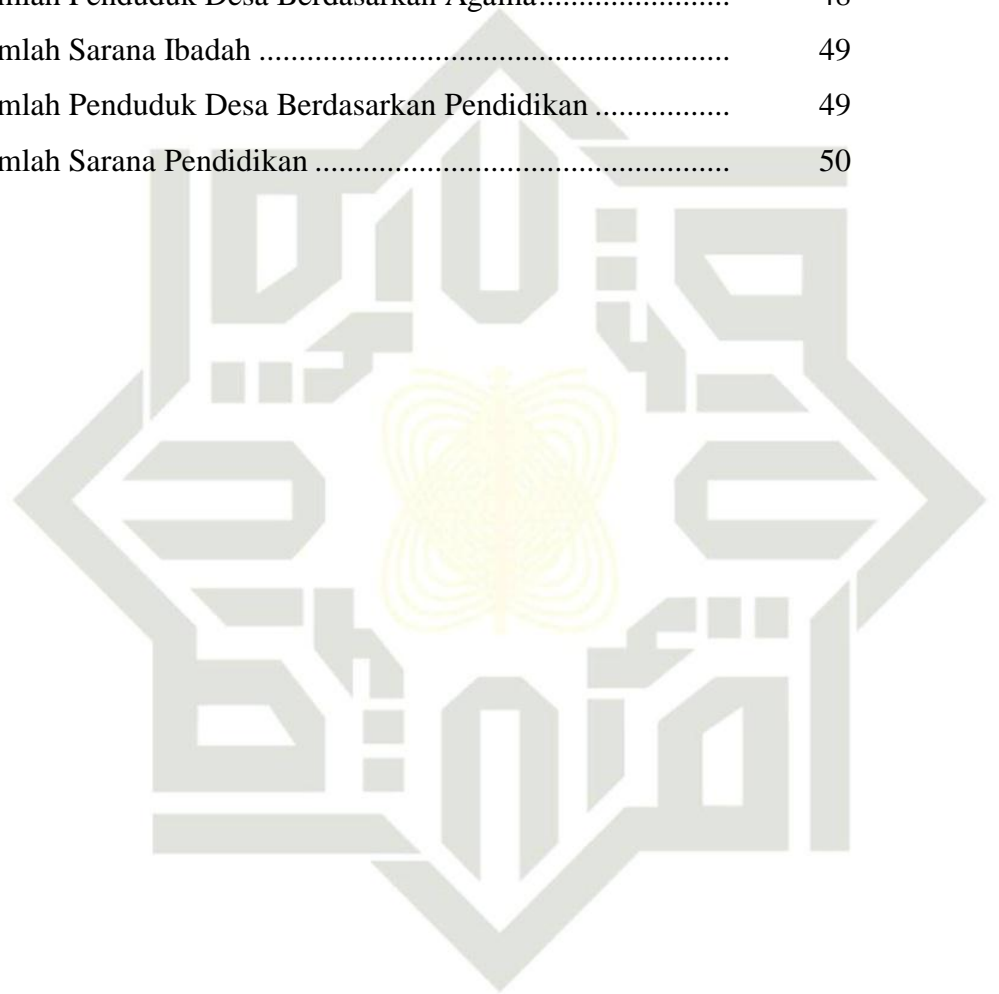 mlah Penduduk Desa Berdasarkan Agama........................ 48
mlah Sarana Ibadah ........................................................... 49
mlah Penduduk Desa Berdasarkan Pendidikan ................. 49
mlah Sarana Pendidikan .................................................... 50